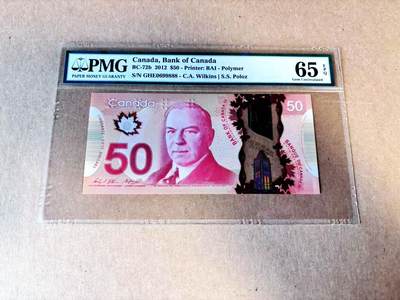 PMG
PAPER MONEY GUARANTY
Canada, Bank of Canada
BC-72b 2012 $50 - Printer: BAI - Polymer
S/N GHE0699888 - C.A. Wilkins | S.S. Poloz
65 EPQ
Gem Uncirculated
Canada
50
50
BANK OF CANADA
BANQUE DU CANADA